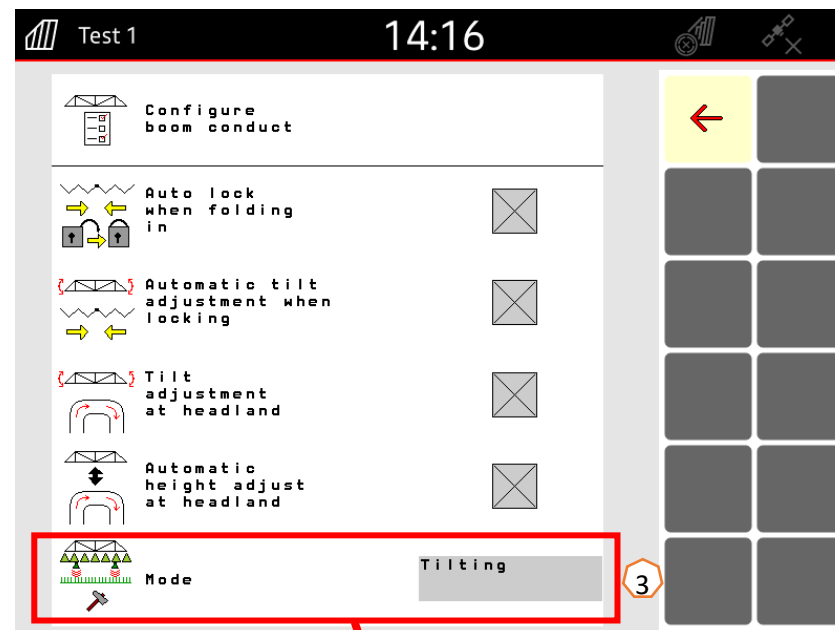 Test 1
14:16
Configure
boom conduct
Auto lock
when folding
in
Automatic tilt
adjustment when
locking
Tilt
adjustment
at headland
Automatic
height adjust
at headland
Mode
Tilting
3